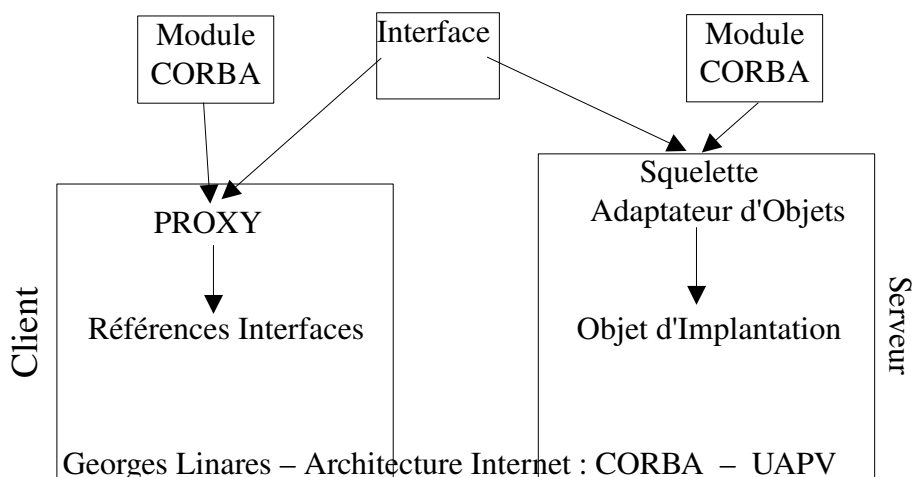 Module
CORBA
Interface
Module
CORBA
Client
PROXY
Références Interfaces
Squelette
Adaptateur d'Objets
Objet d'Implantation
Serveur
Georges Linares – Architecture Internet : CORBA – UAPV